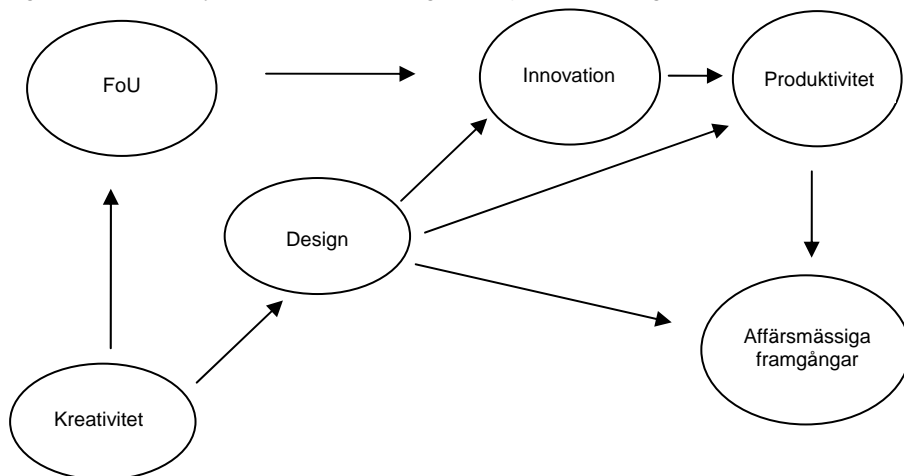 FoU
Innovation
Produktivitet
Design
Affärsmässiga
framgångar
Kreativitet